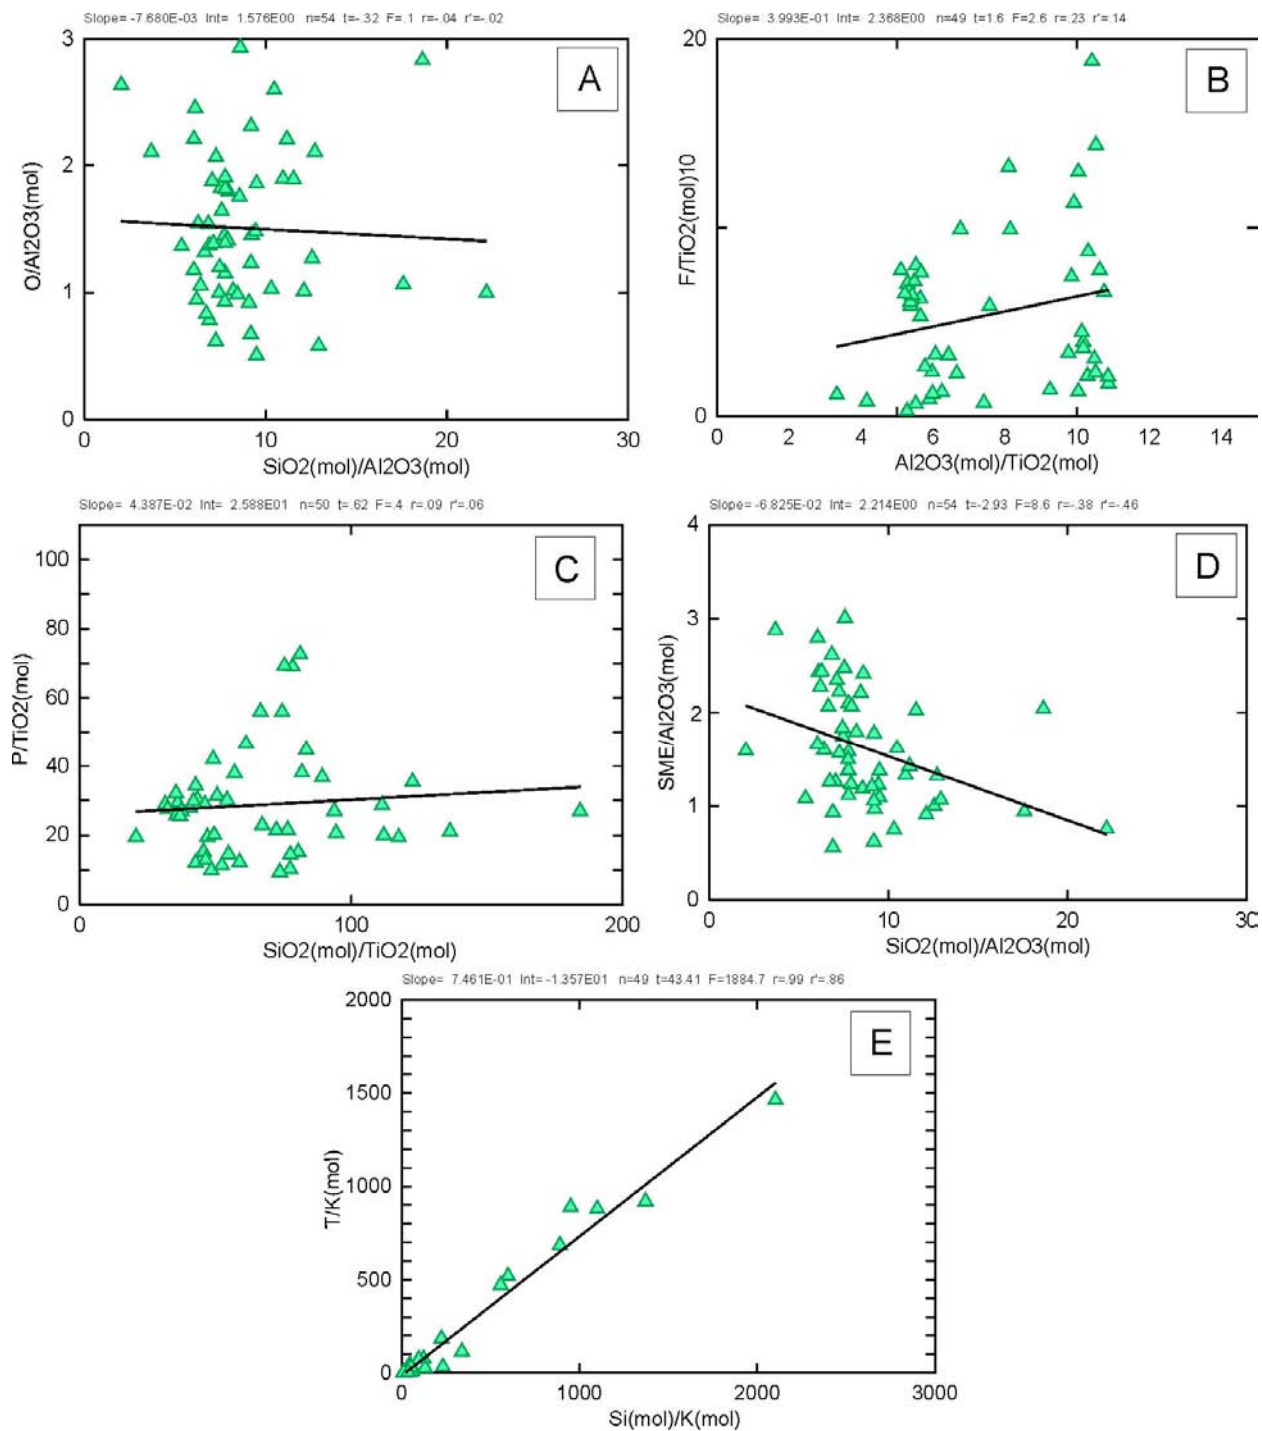 Slope= -7.680E-03 Int= 1.576E00 n=54 t=-.32 F=.1 r=-.04 r'=-.02
Slope= 3.993E-01 Int= 2.368E00 n=49 t=1.6 F=2.6 r=.23 r'=.14
3
2
1
0
0 10 20 30
O/Al2O3(mol)
SiO2(mol)/Al2O3(mol)
A
20
10
0
0 2 4 6 8 10 12 14
F/TiO2(mol)
Al2O3(mol)/TiO2(mol)
B
Slope= 4.387E-02 Int= 2.588E01 n=50 t=.62 F=.4 r=.09 r'=.06
Slope= -6.825E-02 Int= 2.214E00 n=54 t=-2.93 F=8.6 r=-.38 r'=-.46
100
80
60
40
20
0
0 100 200
P/TiO2(mol)
SiO2(mol)/TiO2(mol)
C
4
3
2
1
0
0 10 20 30
SME/Al2O3(mol)
SiO2(mol)/Al2O3(mol)
D
Slope= 7.461E-01 Int= -1.357E01 n=49 t=43.41 F=1884.7 r=.99 r'=.86
2000
1500
1000
500
0
0 1000 2000 3000
T/K(mol)
Si(mol)/K(mol)
E